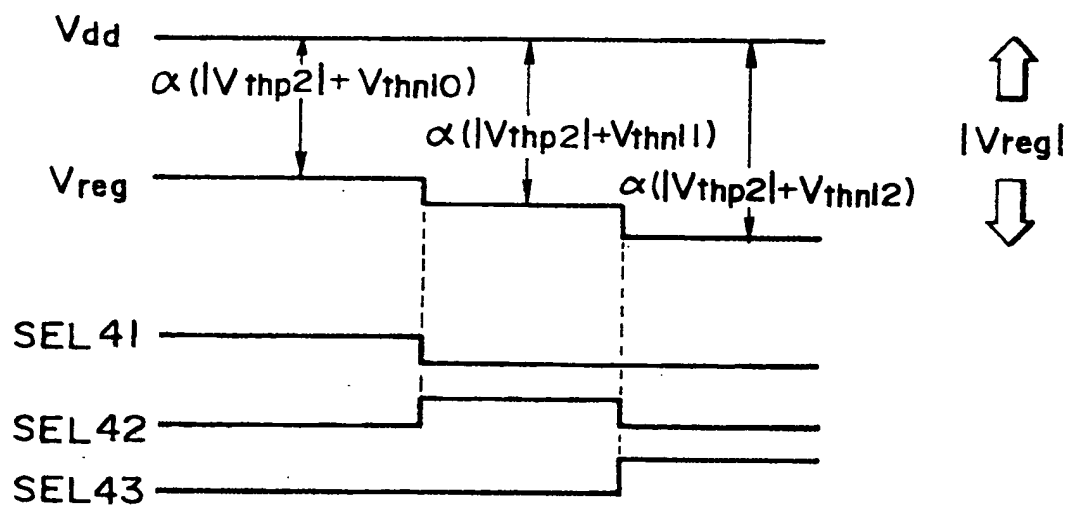 Vdd
α(|Vthp2|+Vthn10)
α(|Vthp2|+Vthn11)
|Vreg|
Vreg
α(|Vthp2|+Vthn12)
SEL41
SEL42
SEL43